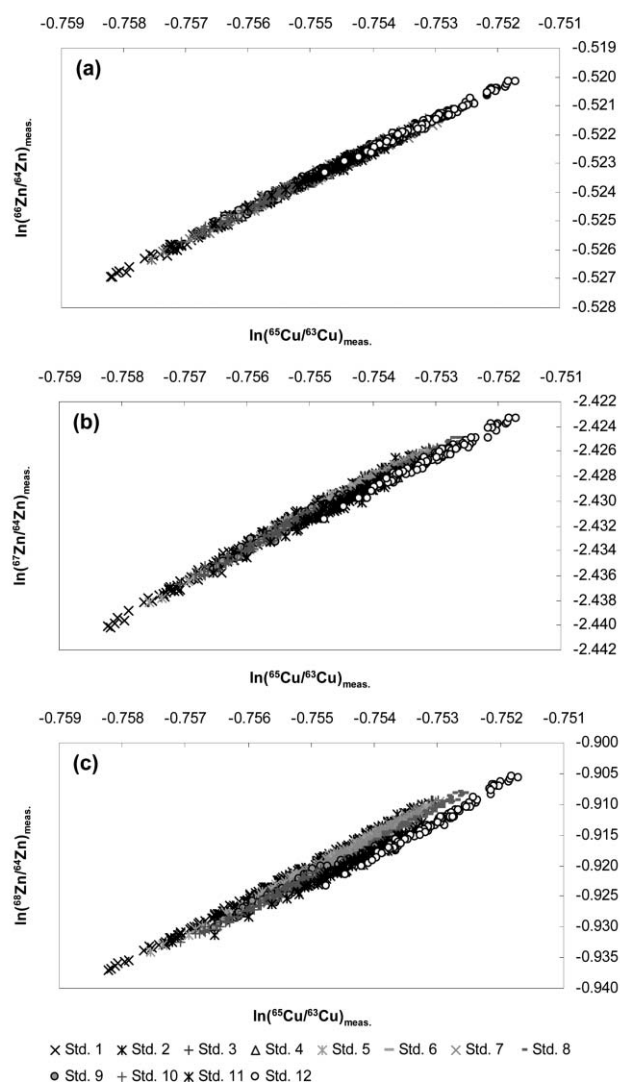 -0.759 -0.758 -0.757 -0.756 -0.755 -0.754 -0.753 -0.752 -0.751
(a)
-0.519
-0.520
-0.521
-0.522
-0.523
-0.524
-0.525
-0.526
-0.527
-0.528
ln(⁶⁶Zn/⁶⁴Zn)meas.
ln(⁶⁵Cu/⁶³Cu)meas.
-0.759 -0.758 -0.757 -0.756 -0.755 -0.754 -0.753 -0.752 -0.751
(b)
-2.422
-2.424
-2.426
-2.428
-2.430
-2.432
-2.434
-2.436
-2.438
-2.440
-2.442
ln(⁶⁷Zn/⁶⁴Zn)meas.
ln(⁶⁵Cu/⁶³Cu)meas.
-0.759 -0.758 -0.757 -0.756 -0.755 -0.754 -0.753 -0.752 -0.751
(c)
-0.900
-0.905
-0.910
-0.915
-0.920
-0.925
-0.930
-0.935
-0.940
ln(⁶⁸Zn/⁶⁴Zn)meas.
ln(⁶⁵Cu/⁶³Cu)meas.
Std. 1 Std. 2 Std. 3 Std. 4 Std. 5 Std. 6 Std. 7 Std. 8
Std. 9 Std. 10 Std. 11 Std. 12